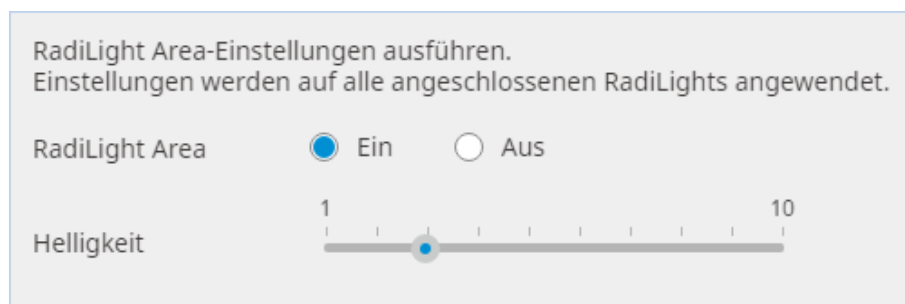 RadiLight Area-Einstellungen ausführen.
Einstellungen werden auf alle angeschlossenen RadiLights angewendet.
RadiLight Area Ein Aus
1 10
Helligkeit